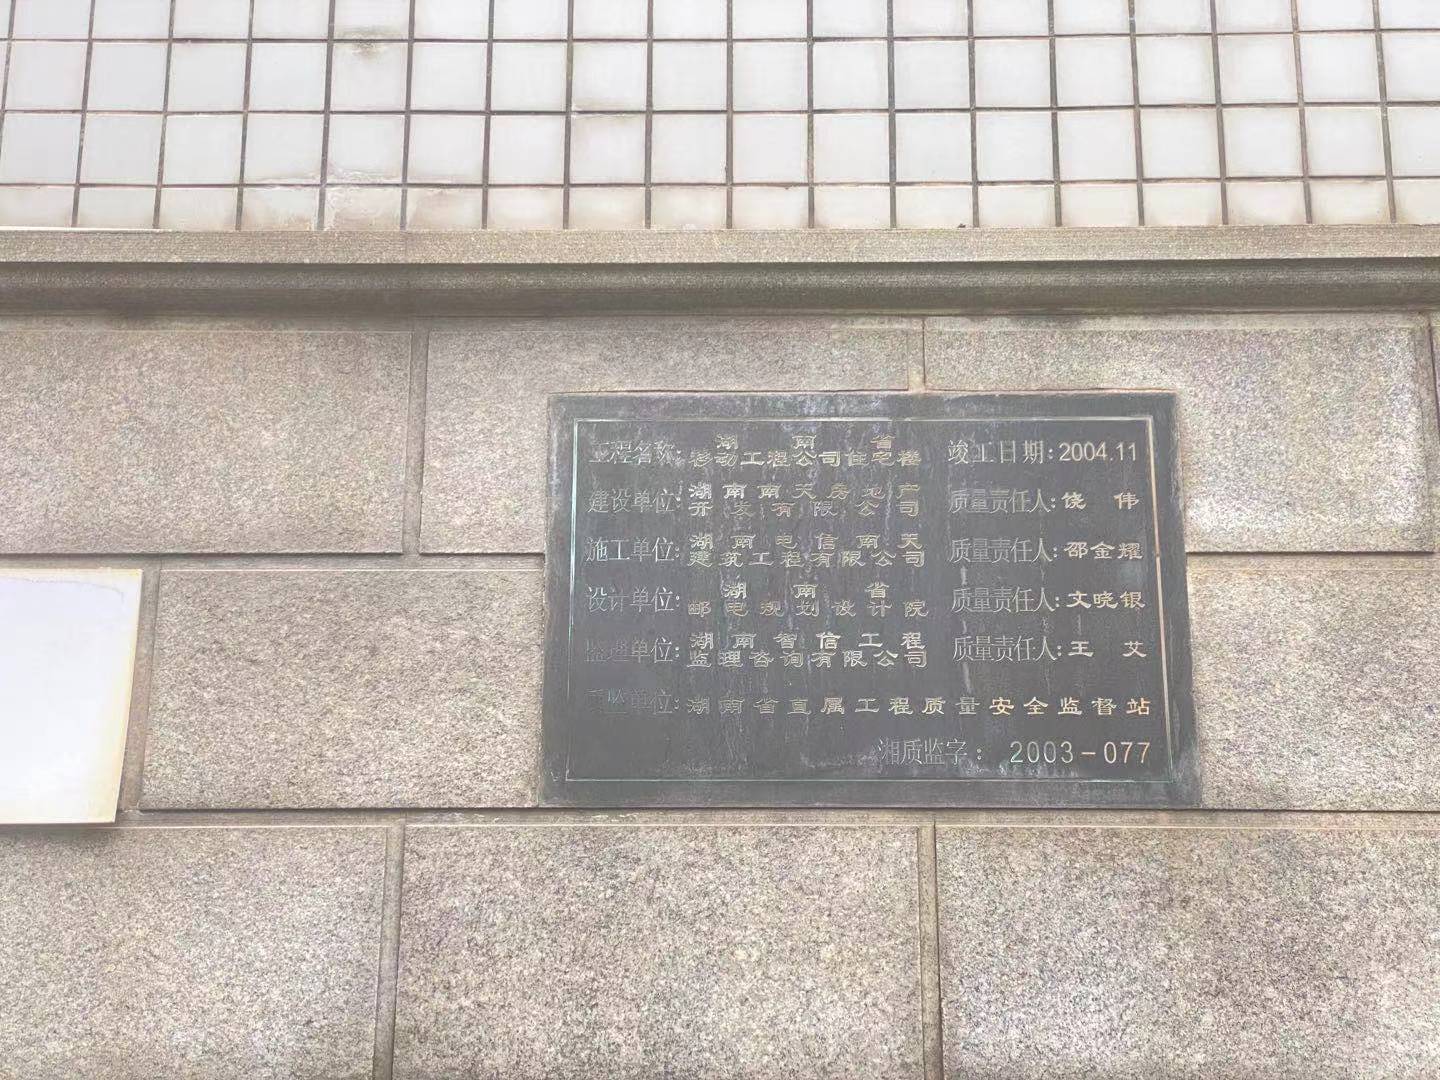 工程名称:湖南省移动工程公司住宅楼 竣工日期:2004.11
建设单位:湖南南天房地产开发有限公司 质量责任人:饶伟
施工单位:湖南电信南天建筑工程有限公司 质量责任人:邵金耀
设计单位:湖南省邮电规划设计院 质量责任人:文晓银
监理单位:湖南智信工程监理咨询有限公司 质量责任人:王艾
质监单位:湖南省直属工程质量安全监督站
湘质监字:2003-077